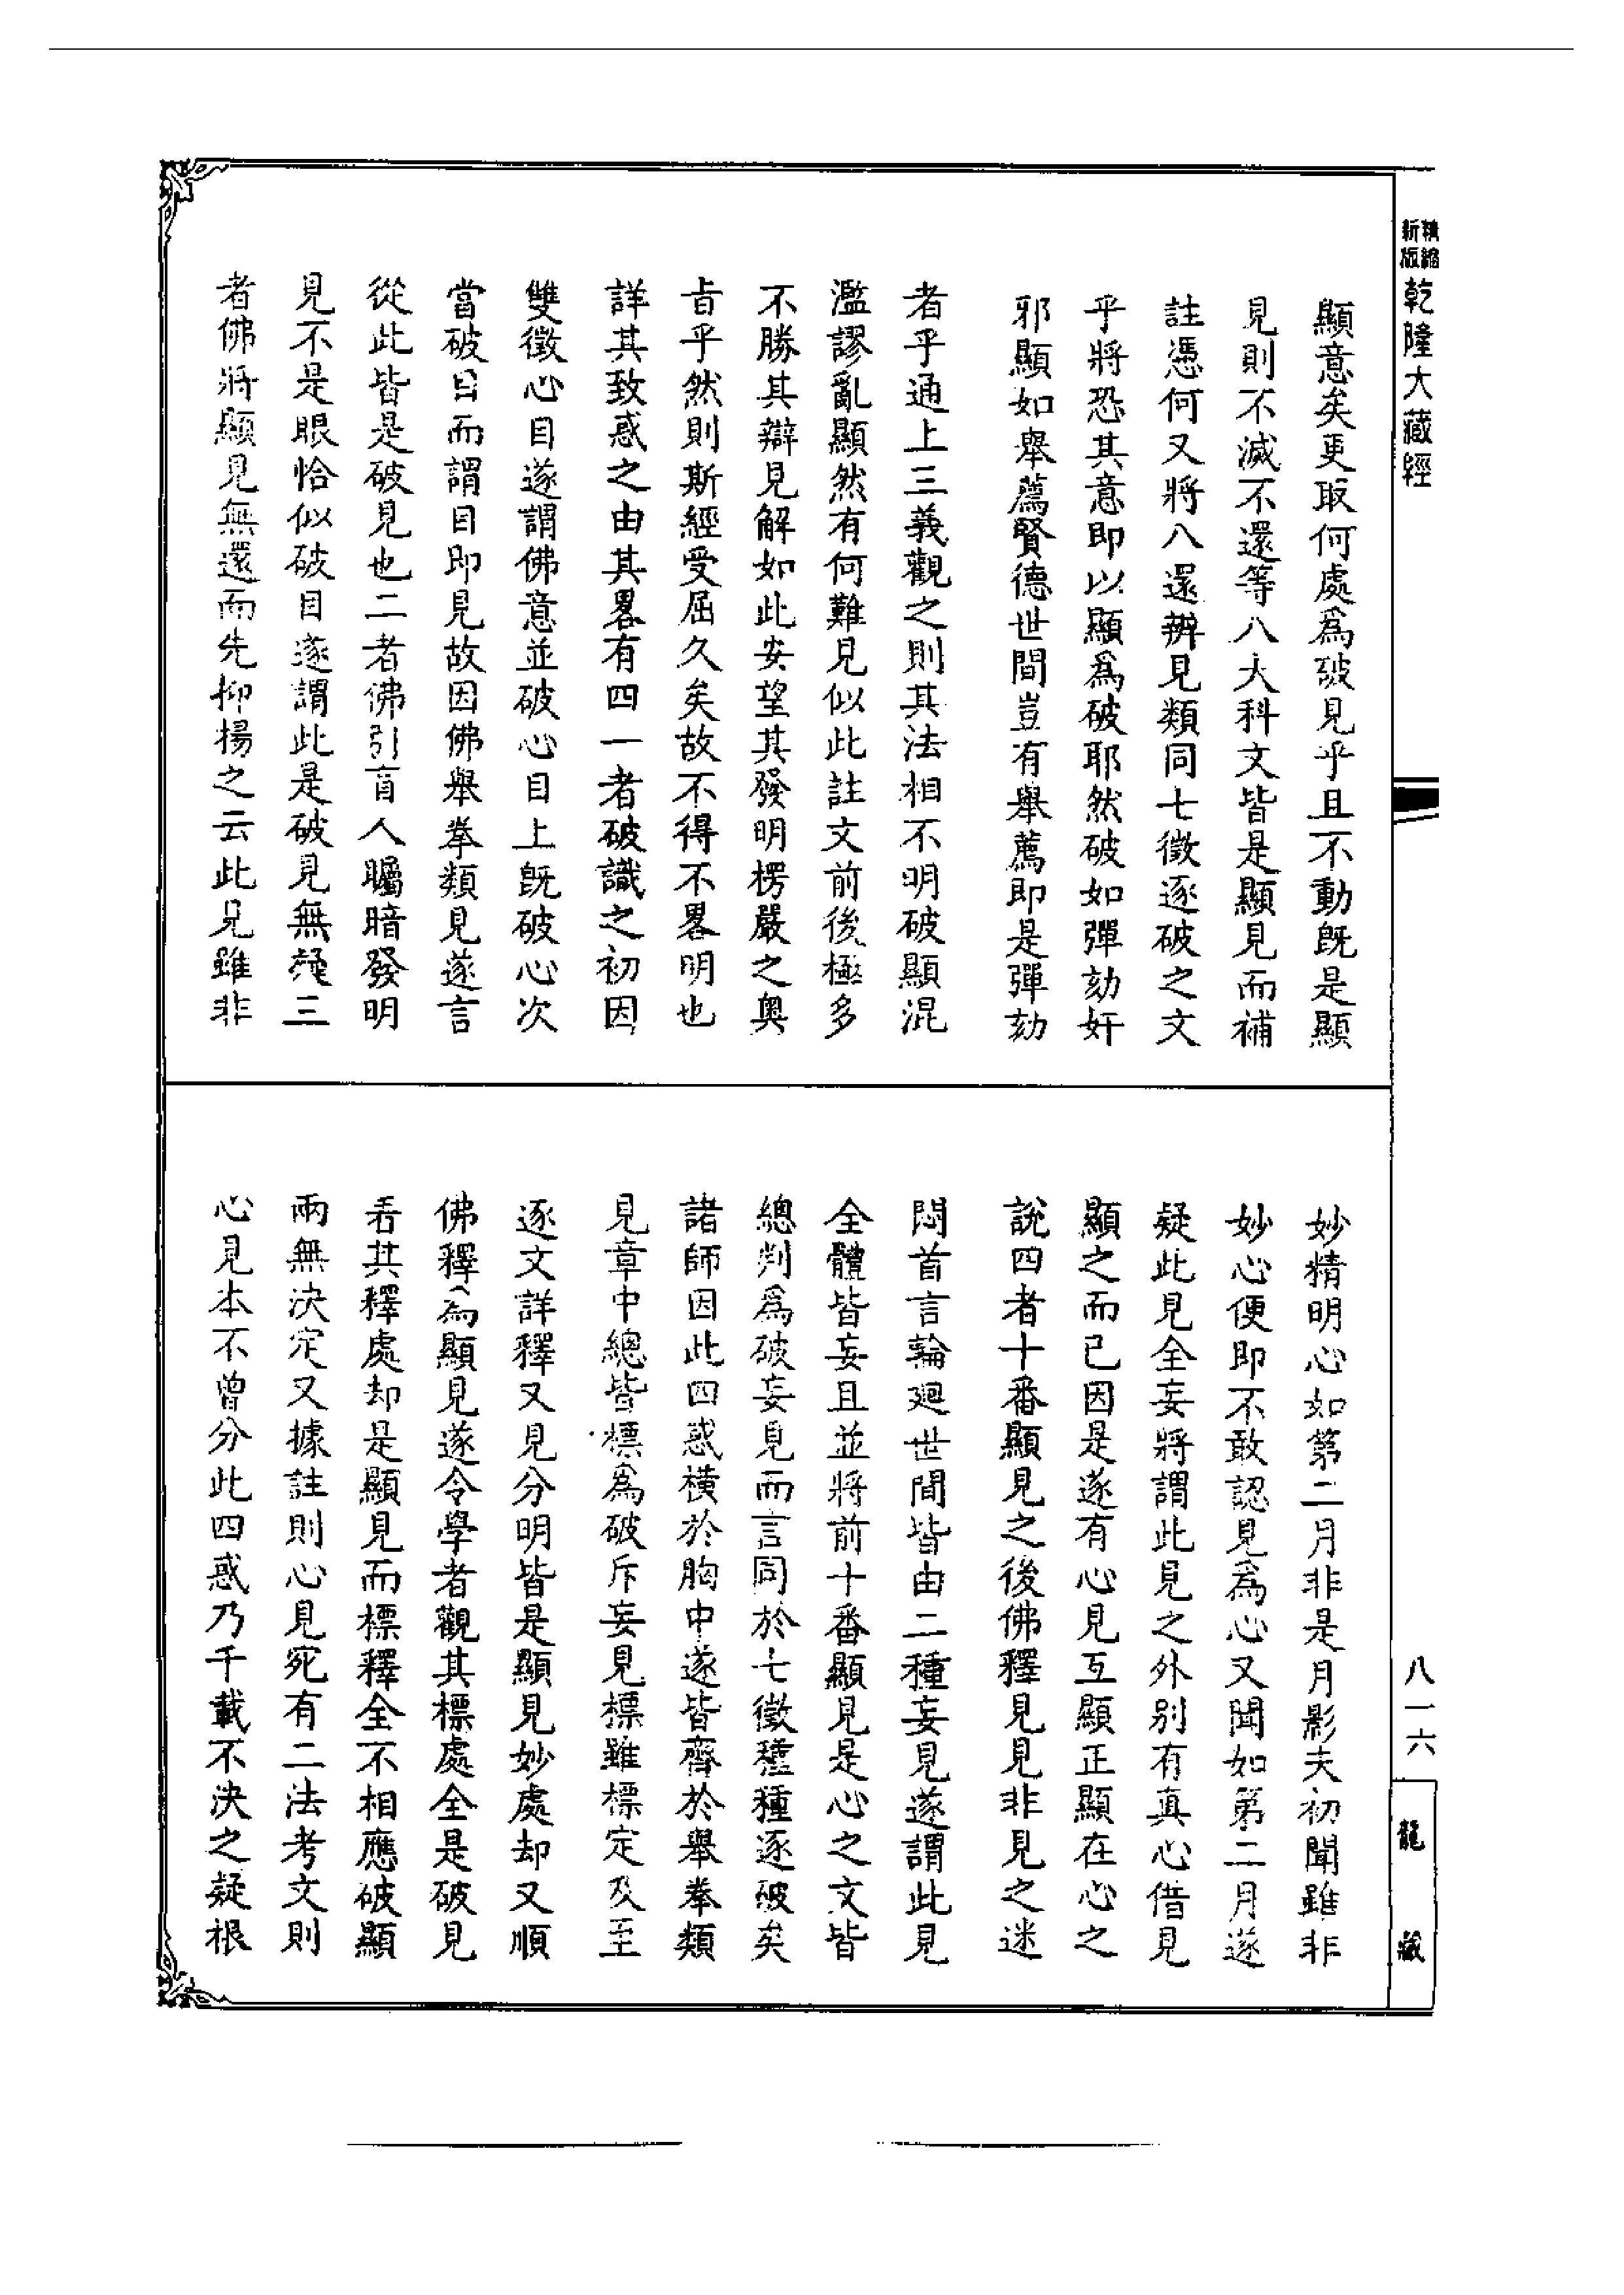 精縮新版
乾隆大藏經
顯意矣更取何處爲破見乎且不動旣是顯
見則不滅不還等八大科文皆是顯見而補
註憑何又將八還辨見類同七徵逐破之文
乎將恐其意即以顯爲破耶然破如彈劾奸
邪顯如舉薦賢德世間豈有舉薦即是彈劾
者乎通上三義觀之則其法相不明破顯混
濫謬亂顯然有何難見似此註文前後極多
不勝其辯見解如此安望其發明楞嚴之奧
旨乎然則斯經受屈久矣故不得不畧明也
詳其致惑之由其畧有四一者破識之初因
雙徵心目遂謂佛意並破心目上旣破心次
當破目而謂目即見故因佛舉拳類見遂言
從此皆是破見也二者佛引盲人矚暗發明
見不是眼恰似破目遂謂此是破見無疑三
者佛將顯見無還而先抑揚之云此見雖非
妙精明心如第二月非是月影夫初聞雖非
妙心便即不敢認見爲心又聞如第二月遂
疑此見全妄將謂此見之外別有真心借見
顯之而已因是遂有心見互顯正顯在心之
說四者十番顯見之後佛釋見見非見之迷
悶首言輪迴世間皆由二種妄見遂謂此見
全體皆妄且並將前十番顯見是心之文皆
總判爲破妄見而言同於七徵種種逐破矣
諸師因此四惑橫於胸中遂皆齊於舉拳類
見章中總皆標爲破斥妄見標雖標定及至
逐文詳釋又見分明皆是顯見妙處却又順
佛釋為顯見遂令學者觀其標處全是破見
看其釋處却是顯見而標釋全不相應破顯
兩無決定又據註則心見宛有二法考文則
心見本不曾分此四惑乃千載不決之疑根
八一六
龍藏